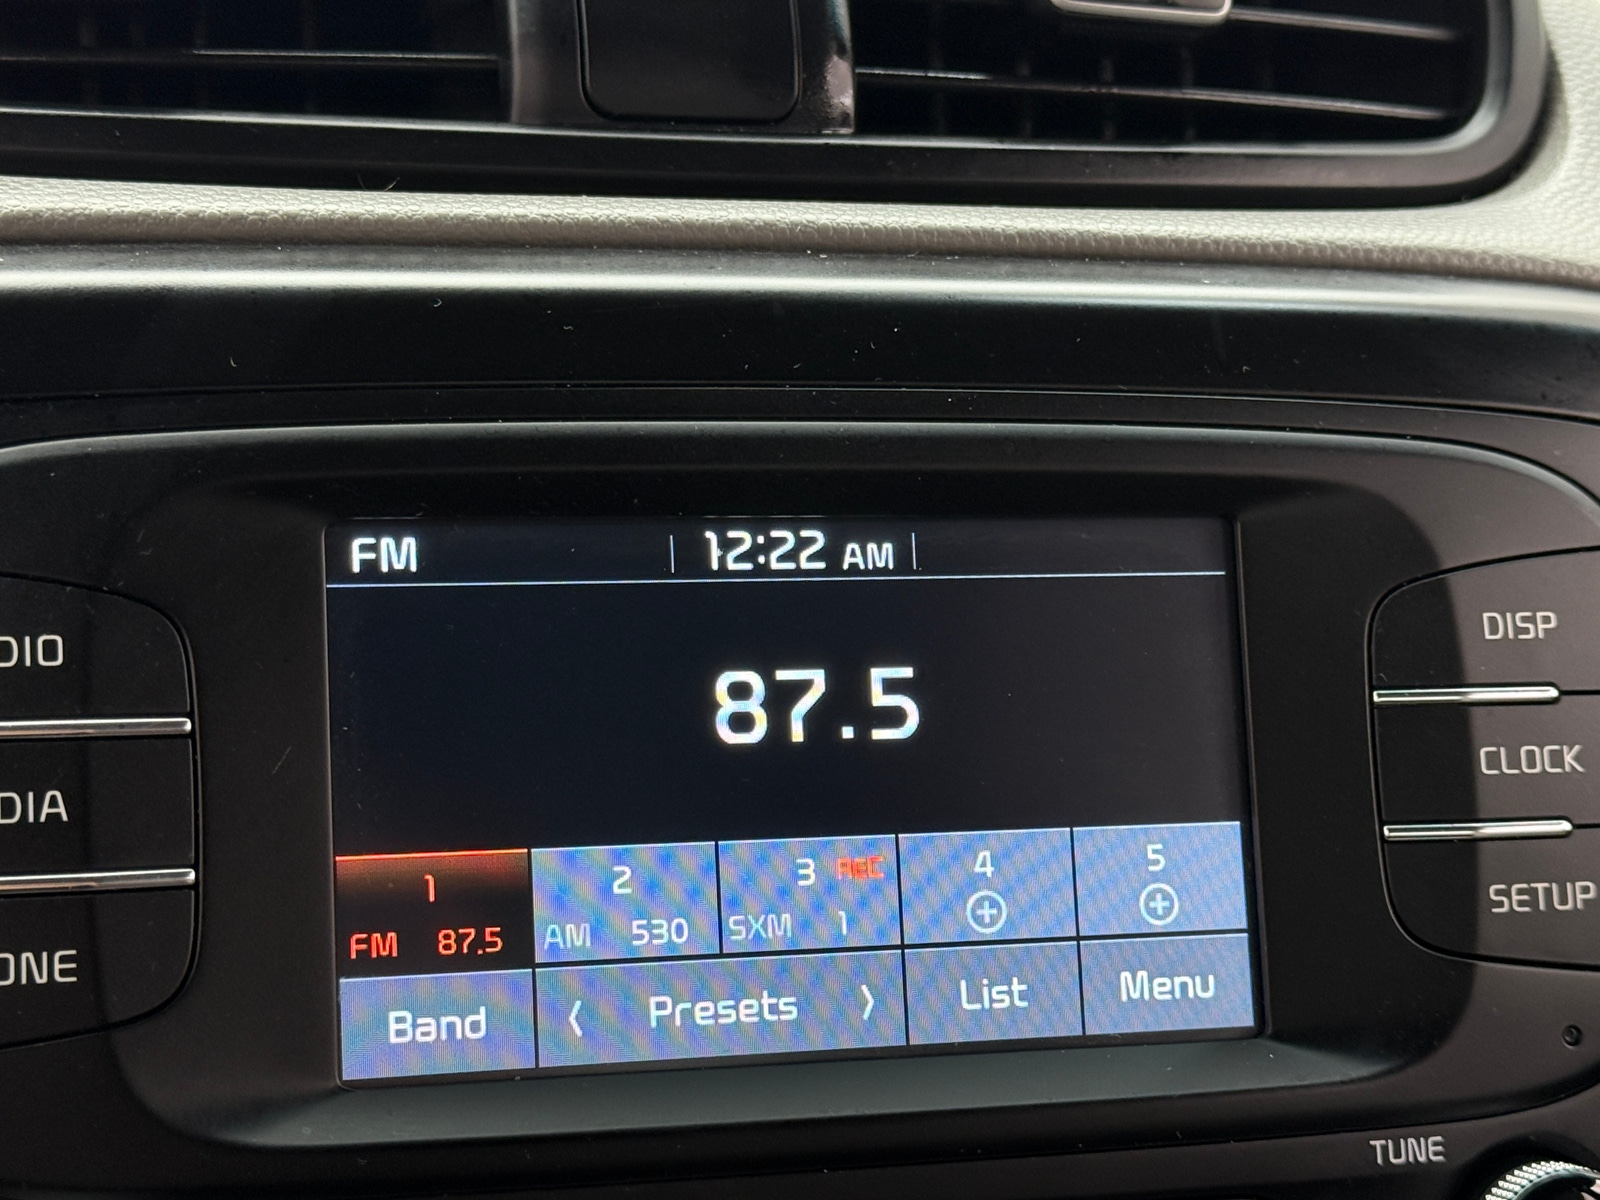 FM 12:22 AM
87.5
1 2 3 REC 4 5
FM 87.5 AM 530 SXM 1
Band < Presets > List Menu
DIO
DIA
ONE
DISP
CLOCK
SETUP
TUNE